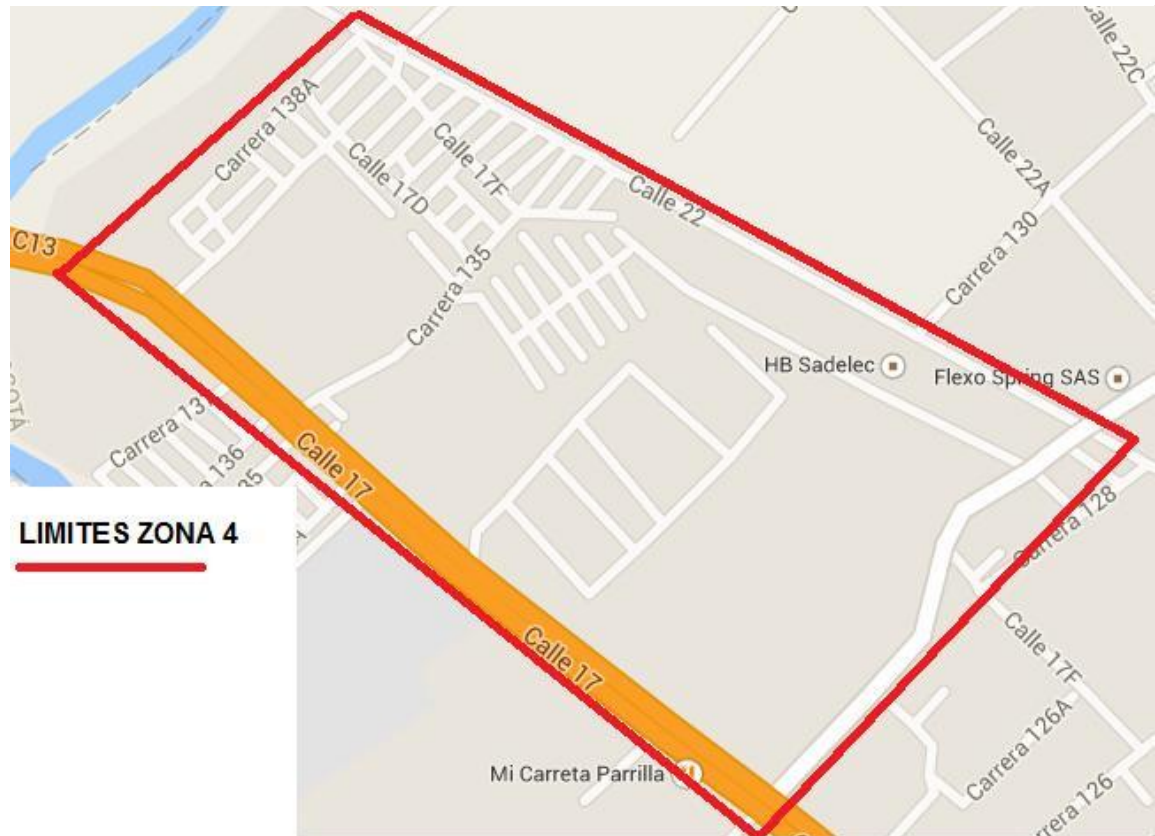 Calle 22C
Carrera 138A
Calle 17F
Calle 22A
Calle 17D
Calle 22
C13
Carrera 130
Carrera 135
HB Sadelec
Flexo Spring SAS
Carrera 13
Calle 17
136
Carrera 128
LIMITES ZONA 4
Calle 17F
Calle 17
Carrera 126A
Mi Carreta Parrilla
Carrera 126